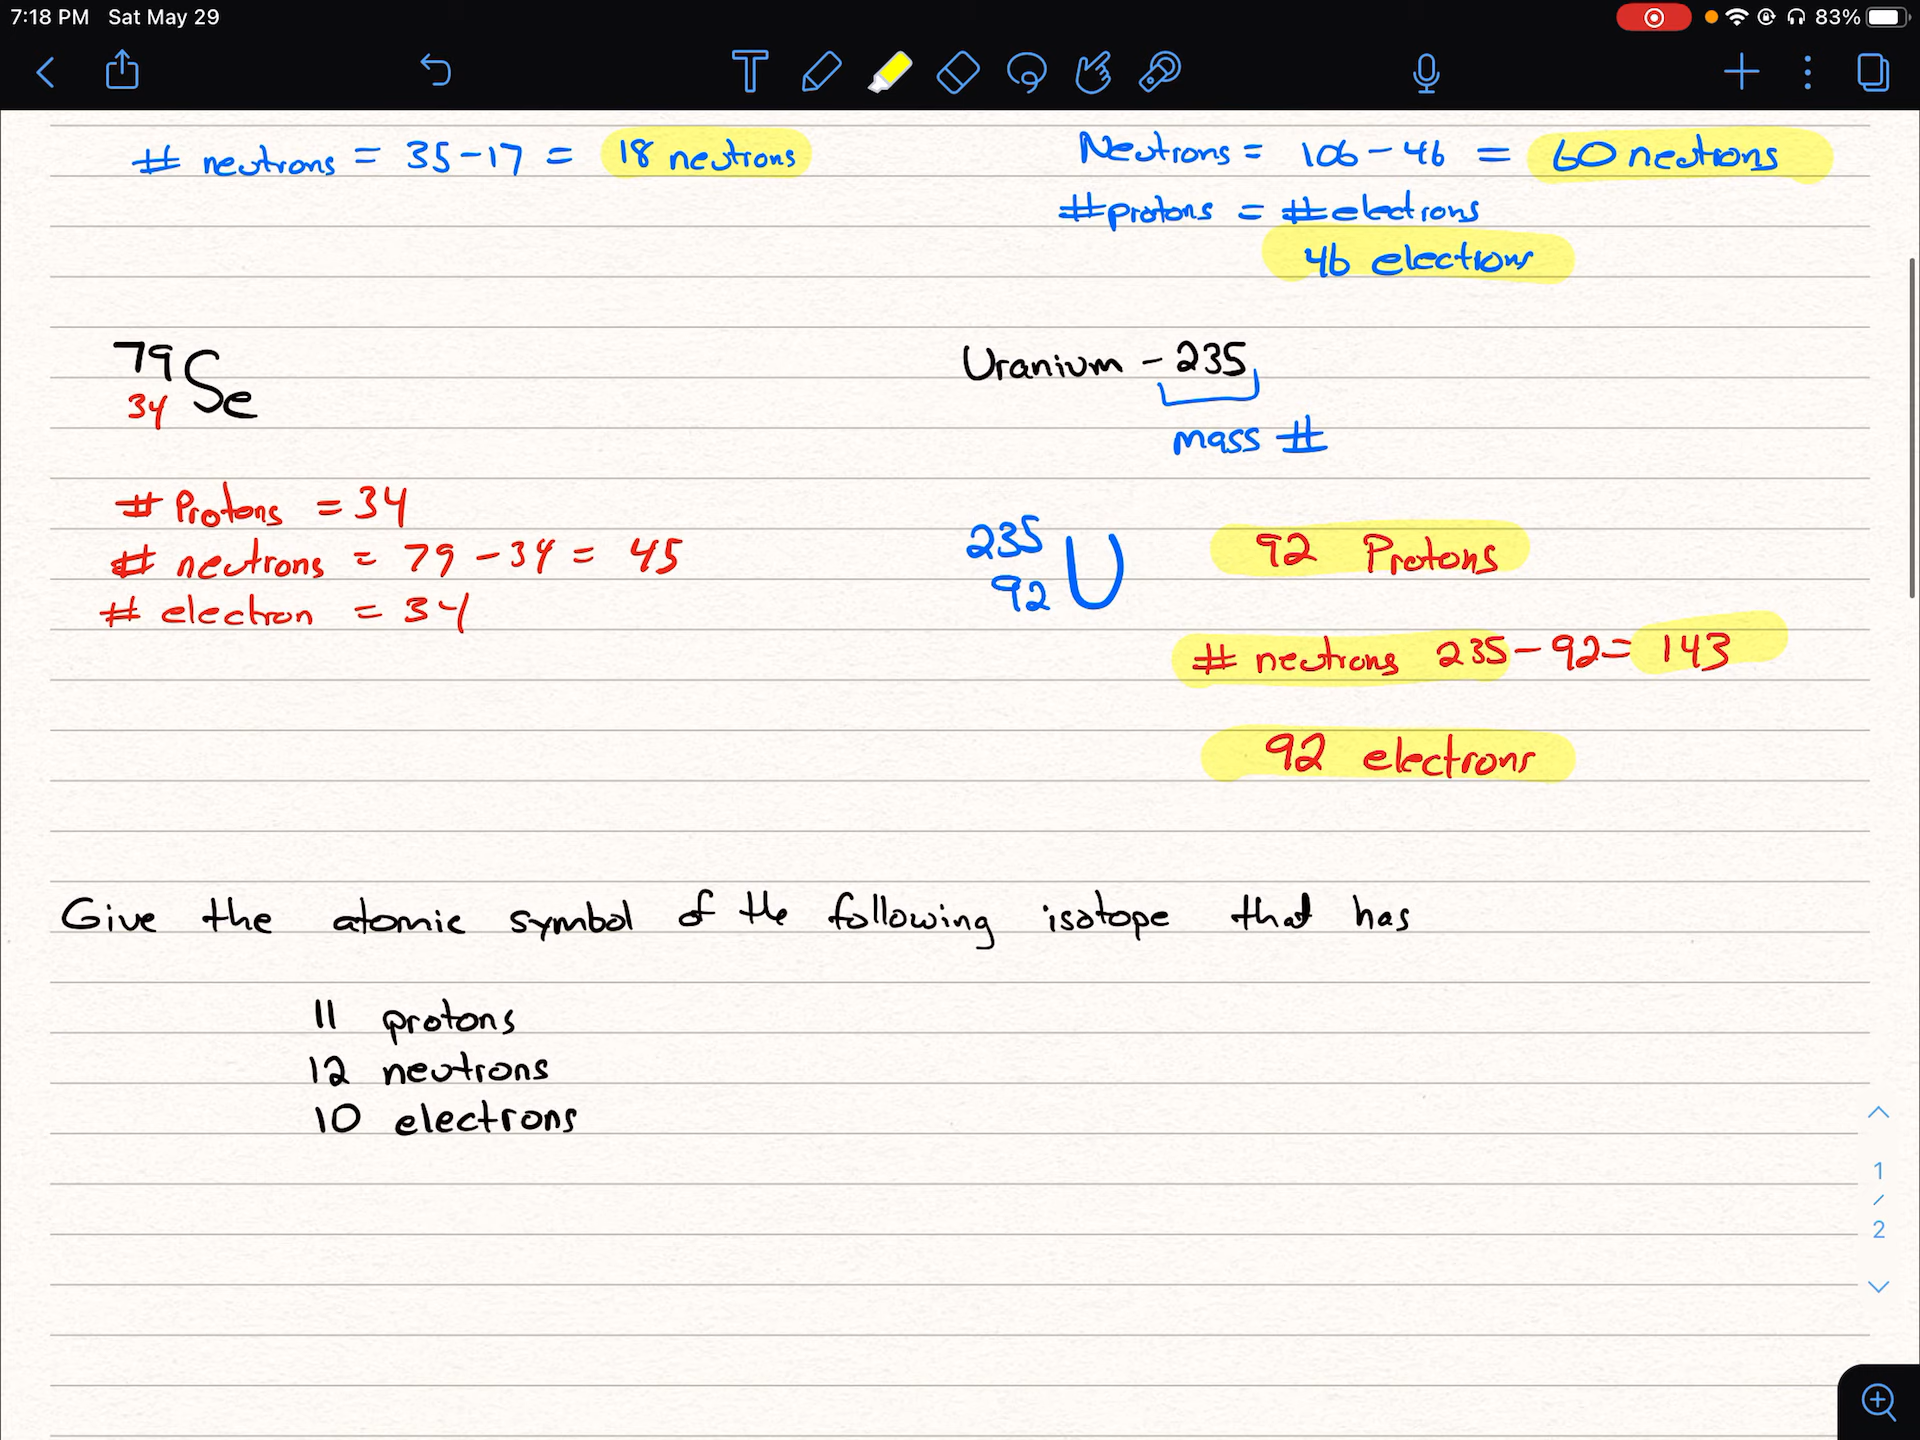 7:18 PM Sat May 29
83%
# neutrons = 35-17 = 18 neutrons
Neutrons = 106 - 46 = 60 neutrons
#protons = #electrons
46 electrons
79
34 Se
# Protons = 34
# neutrons = 79 - 34 = 45
# electron = 34
Uranium - 235
mass #
235
92 U
92 Protons
# neutrons 235 - 92 = 143
92 electrons
Give the atomic symbol of the following isotope that has
11 protons
12 neutrons
10 electrons
1
/
2